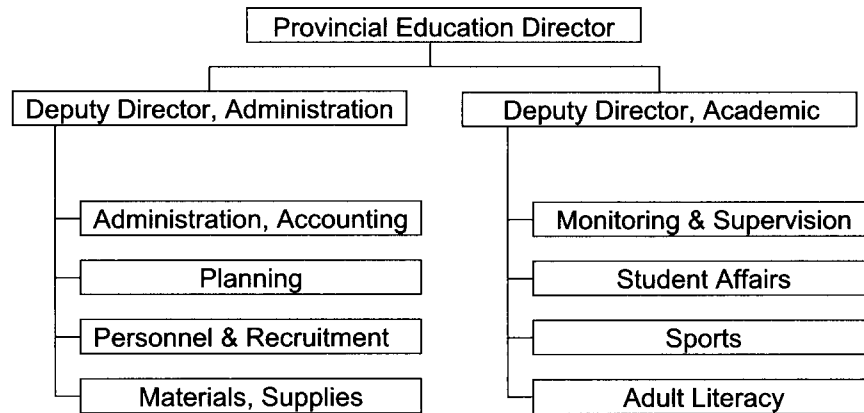 Provincial Education Director
Deputy Director, Administration
Deputy Director, Academic
Administration, Accounting
Planning
Personnel & Recruitment
Materials, Supplies
Monitoring & Supervision
Student Affairs
Sports
Adult Literacy